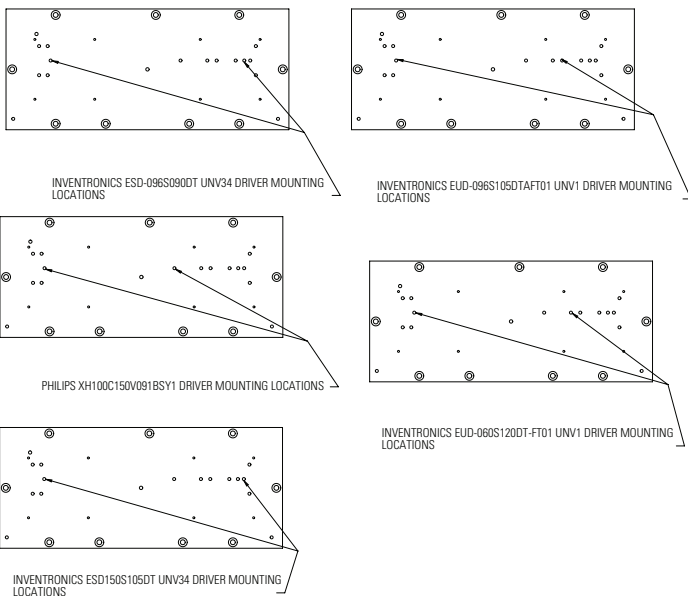 INVENTRONICS ESD-096S090DT UNV34 DRIVER MOUNTING
LOCATIONS
INVENTRONICS EUD-096S105DTAFT01 UNV1 DRIVER MOUNTING
LOCATIONS
PHILIPS XH100C150V091BSY1 DRIVER MOUNTING LOCATIONS
INVENTRONICS EUD-060S120DT-FT01 UNV1 DRIVER MOUNTING
LOCATIONS
INVENTRONICS ESD150S105DT UNV34 DRIVER MOUNTING
LOCATIONS